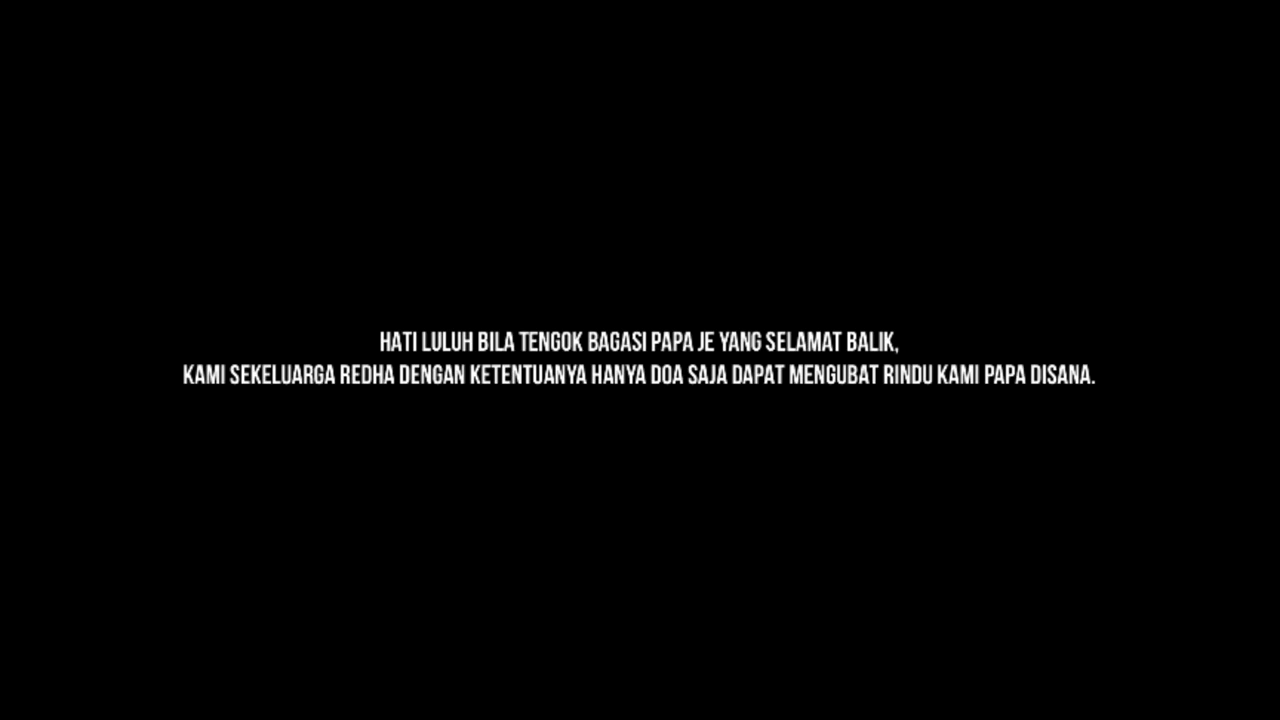 HATI LULUH BILA TENGOK BAGASI PAPA JE YANG SELAMAT BALIK,
KAMI SEKELUARGA REDHA DENGAN KETENTUANYA HANYA DOA SAJA DAPAT MENGUBAT RINDU KAMI PAPA DISANA.